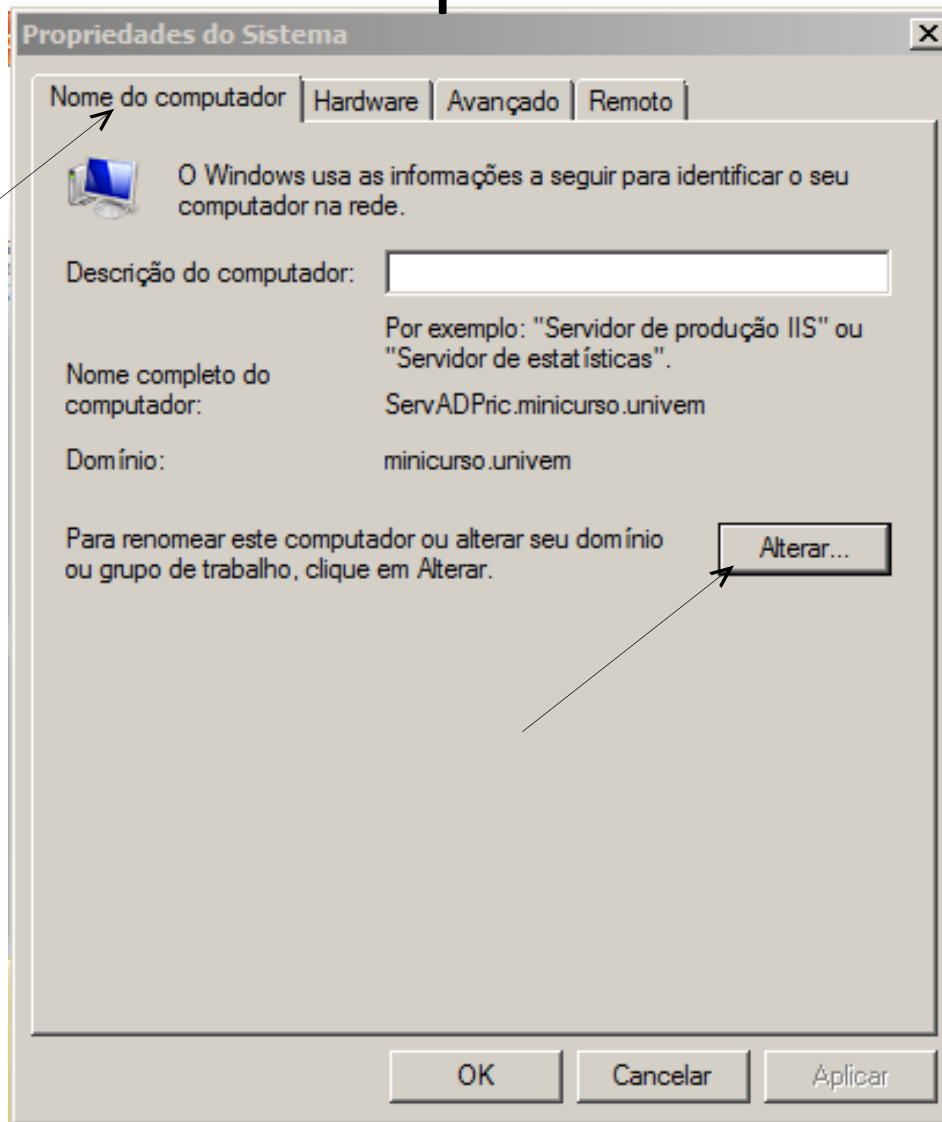 Propriedades do Sistema
Nome do computador
Hardware
Avançado
Remoto
O Windows usa as informações a seguir para identificar o seu
computador na rede.
Descrição do computador:
Por exemplo: "Servidor de produção IIS" ou
"Servidor de estatísticas".
Nome completo do
computador:
ServADPric.minicurso.univem
Domínio:
minicurso.univem
Para renomear este computador ou alterar seu domínio
ou grupo de trabalho, clique em Alterar.
Alterar...
OK
Cancelar
Aplicar